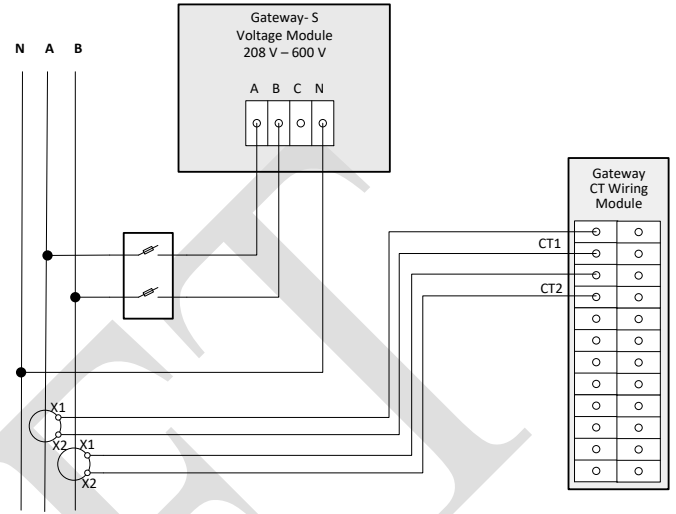 Gateway- S
Voltage Module
208 V – 600 V
N A B
A B C N
Gateway
CT Wiring
Module
CT1
CT2
X1
X2 X1
X2